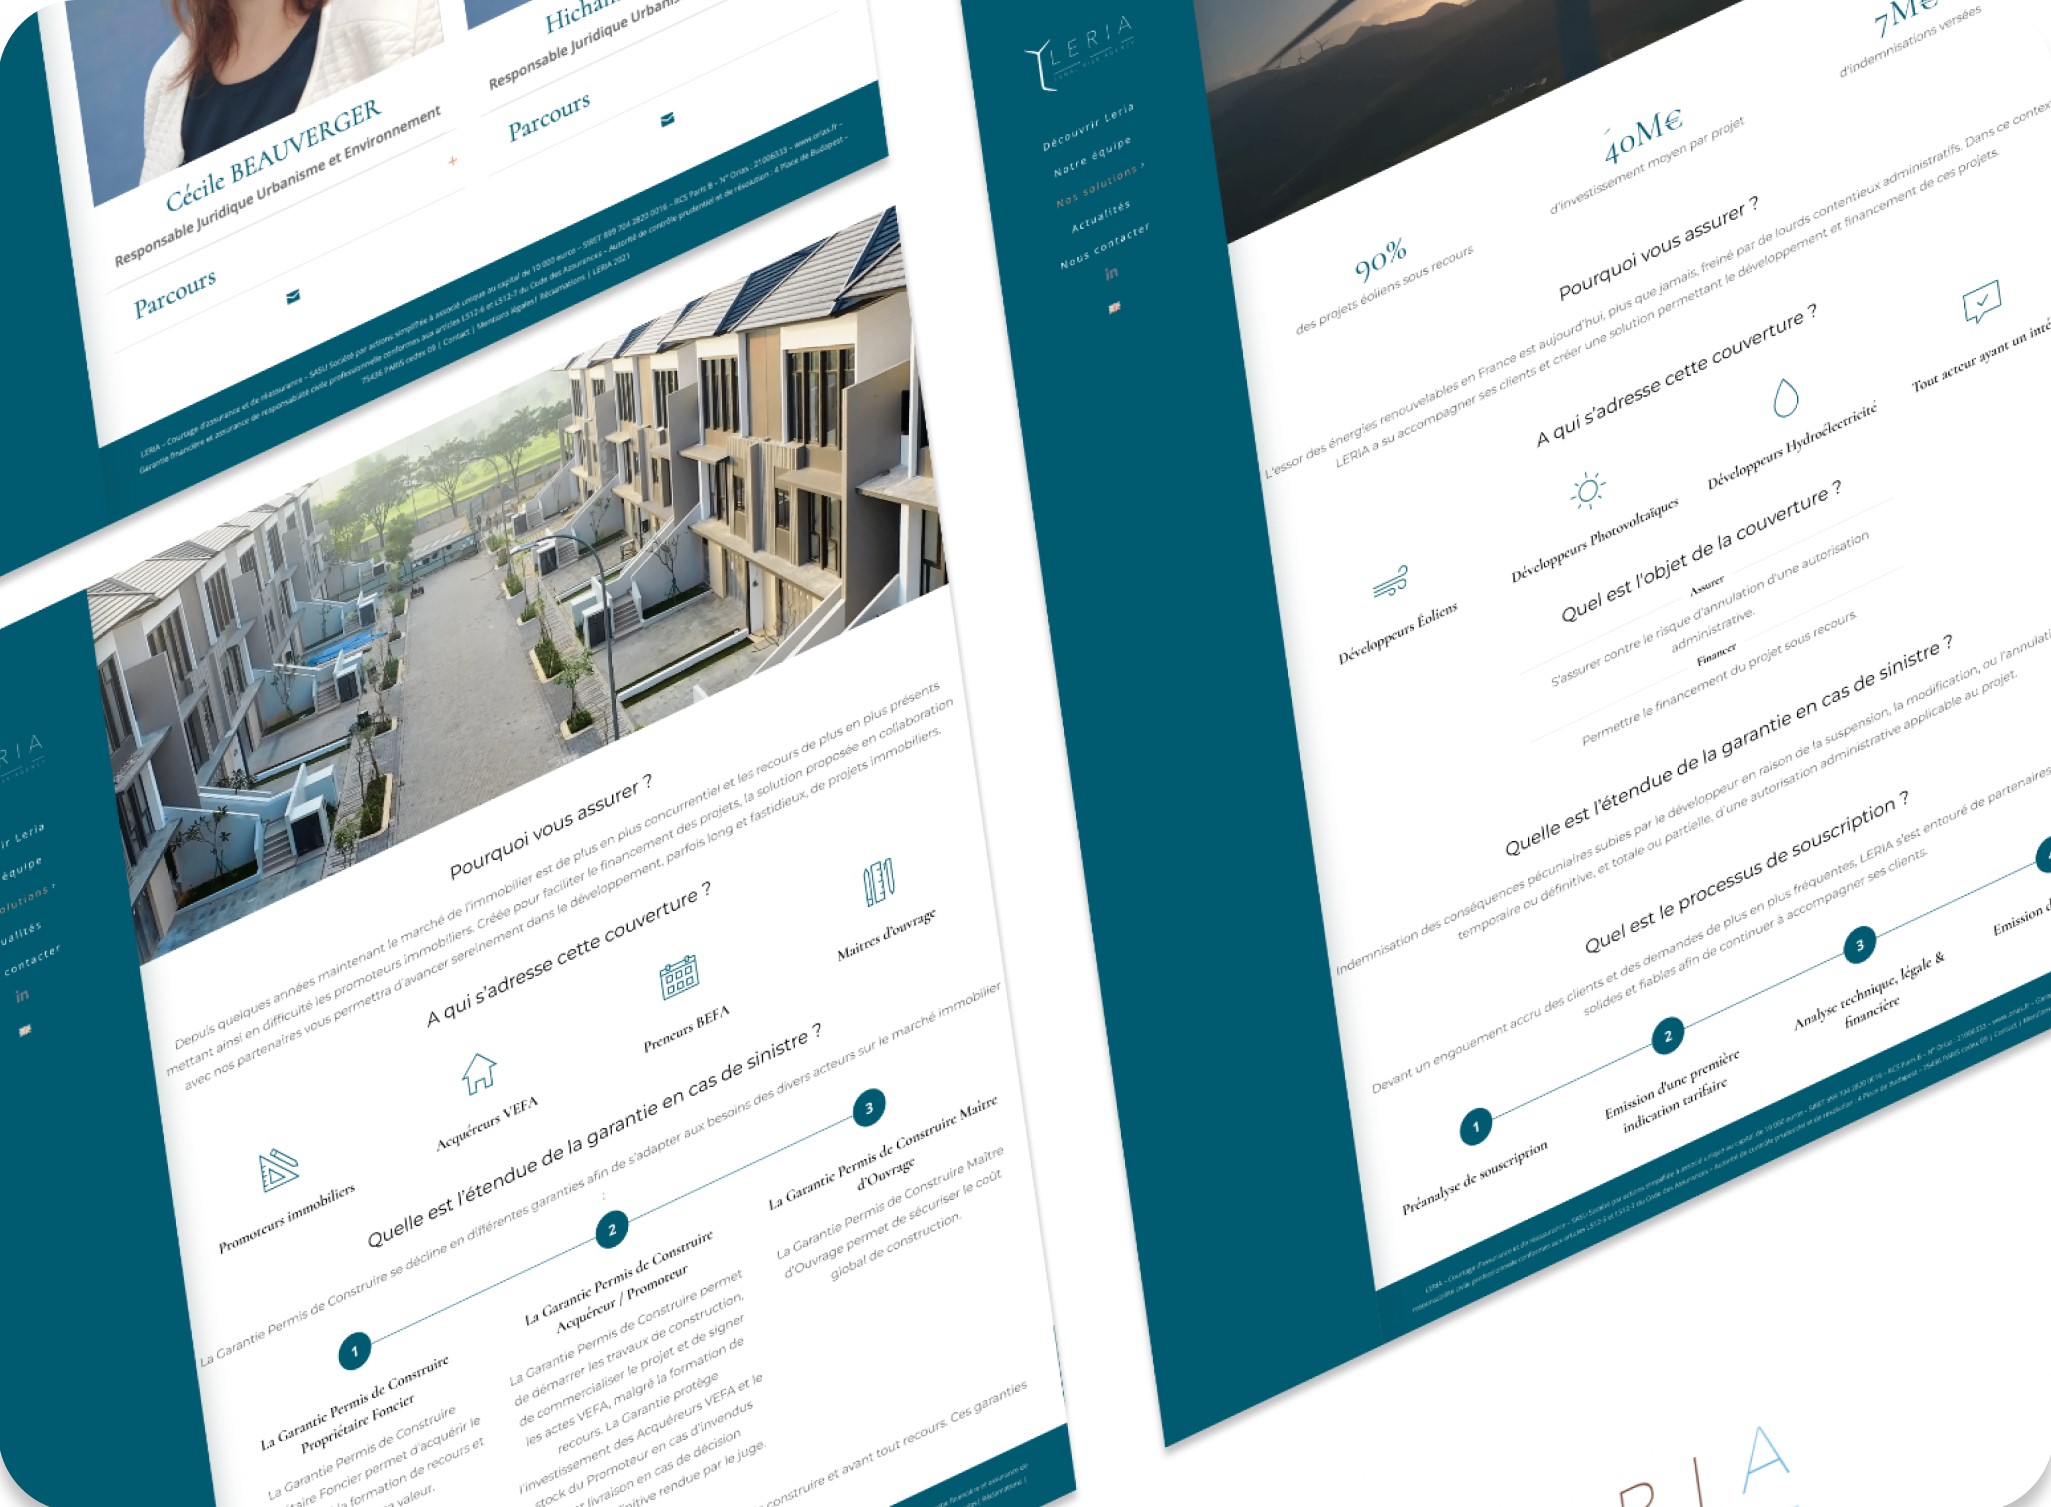 Cécile BEAUVERGER
Responsable Juridique Urbanisme et Environnement
Parcours
Responsable Juridique
Parcours
LERIA – Courtage d'assurance et de réassurance – SASU Société par actions simplifiée à associé unique au capital de 10 000 euros – SIRET 899 704 2820 0016 – RCS Paris B – N° Orias : 21006333 – www.orias.fr –
Garantie financière et assurance de responsabilité civile professionnelle conformes aux articles L512-6 et L512-7 du Code des Assurances – Autorité de contrôle prudentiel et de résolution : 4 Place de Budapest –
75436 PARIS cedex 09 | Contact | Mentions légales | Réclamations | LERIA 2021
RIA
ir Leria
équipe
olutions ›
ualités
contacter
in
Pourquoi vous assurer ?
Depuis quelques années maintenant le marché de l'immobilier est de plus en plus concurrentiel et les recours de plus en plus présents
mettant ainsi en difficulté les promoteurs immobiliers. Créée pour faciliter le financement des projets, la solution proposée en collaboration
avec nos partenaires vous permettra d'avancer sereinement dans le développement, parfois long et fastidieux, de projets immobiliers.
A qui s'adresse cette couverture ?
Promoteurs immobiliers
Acquéreurs VEFA
Preneurs BEFA
Maitres d'ouvrage
Quelle est l'étendue de la garantie en cas de sinistre ?
La Garantie Permis de Construire se décline en différentes garanties afin de s'adapter aux besoins des divers acteurs sur le marché immobilier
:
1
La Garantie Permis de Construire
Propriétaire Foncier
La Garantie Permis de Construire
taire Foncier permet d'acquérir le
la formation de recours et
a valeur.
2
La Garantie Permis de Construire
Acquéreur / Promoteur
La Garantie Permis de Construire permet
de démarrer les travaux de construction,
de commercialiser le projet et de signer
les actes VEFA, malgré la formation de
recours. La Garantie protège
l'investissement des Acquéreurs VEFA et le
stock du Promoteur en cas d'invendus
et livraison en cas de décision
initive rendue par le juge.
3
La Garantie Permis de Construire Maitre
d'Ouvrage
La Garantie Permis de Construire Maître
d'Ouvrage permet de sécuriser le coût
global de construction.
construire et avant tout recours. Ces garanties
LERIA
Découvrir Leria
Notre équipe
Nos solutions ›
Actualités
Nous contacter
in
90%
des projets éoliens sous recours
40M€
d'investissement moyen par projet
7M€
d'indemnisations versées
Pourquoi vous assurer ?
L'essor des énergies renouvelables en France est aujourd'hui, plus que jamais, freiné par de lourds contentieux administratifs. Dans ce contex
LERIA a su accompagner ses clients et créer une solution permettant le développement et financement de ces projets.
A qui s'adresse cette couverture ?
Développeurs Éoliens
Développeurs Photovoltaïques
Développeurs Hydroélectricité
Tout acteur ayant un inté
Quel est l'objet de la couverture ?
Assurer
S'assurer contre le risque d'annulation d'une autorisation
administrative.
Financer
Permettre le financement du projet sous recours.
Quelle est l'étendue de la garantie en cas de sinistre ?
Indemnisation des conséquences pécuniaires subies par le développeur en raison de la suspension, la modification, ou l'annulati
temporaire ou définitive, et totale ou partielle, d'une autorisation administrative applicable au projet.
Quel est le processus de souscription ?
Devant un engouement accru des clients et des demandes de plus en plus fréquentes, LERIA s'est entouré de partenaires
solides et fiables afin de continuer à accompagner ses clients.
1
Préanalyse de souscription
2
Emission d'une première
indication tarifaire
3
Analyse technique, légale &
financière
Emission d
RIA